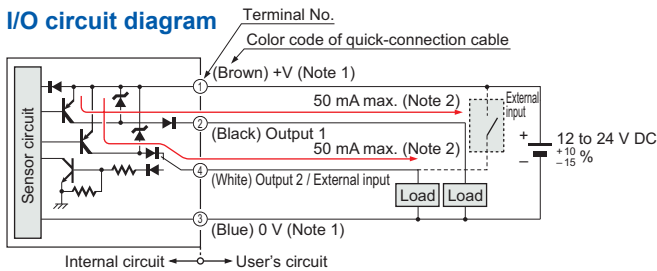 I/O circuit diagram
Terminal No.
Color code of quick-connection cable
1
(Brown) +V (Note 1)
50 mA max. (Note 2)
External
input
2
(Black) Output 1
50 mA max. (Note 2)
+
−
12 to 24 V DC
+10
−15 %
Sensor circuit
4
(White) Output 2 / External input
Load
Load
3
(Blue) 0 V (Note 1)
Internal circuit
User's circuit